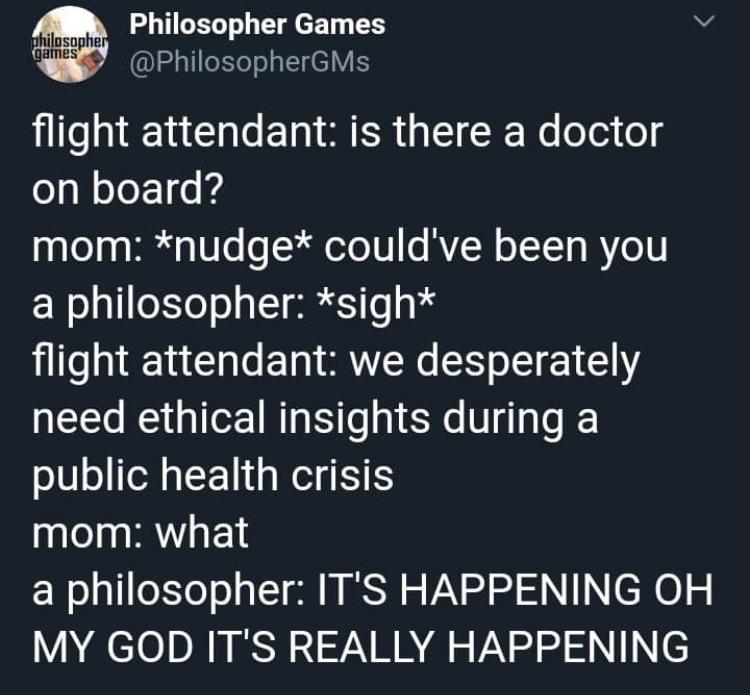 philosopher
games
Philosopher Games
@PhilosopherGMs
flight attendant: is there a doctor
on board?
mom: *nudge* could've been you
a philosopher: *sigh*
flight attendant: we desperately
need ethical insights during a
public health crisis
mom: what
a philosopher: IT'S HAPPENING OH
MY GOD IT'S REALLY HAPPENING